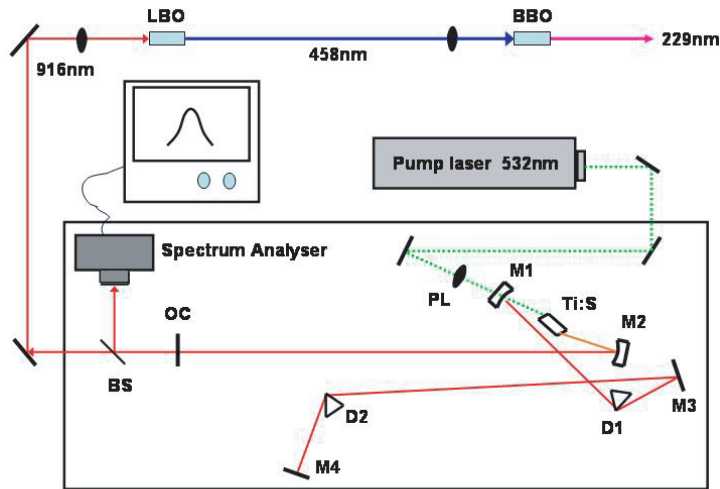 LBO
BBO
916nm
458nm
229nm
Pump laser 532nm
Spectrum Analyser
M1
PL
Ti:S
OC
M2
BS
M3
D2
D1
M4